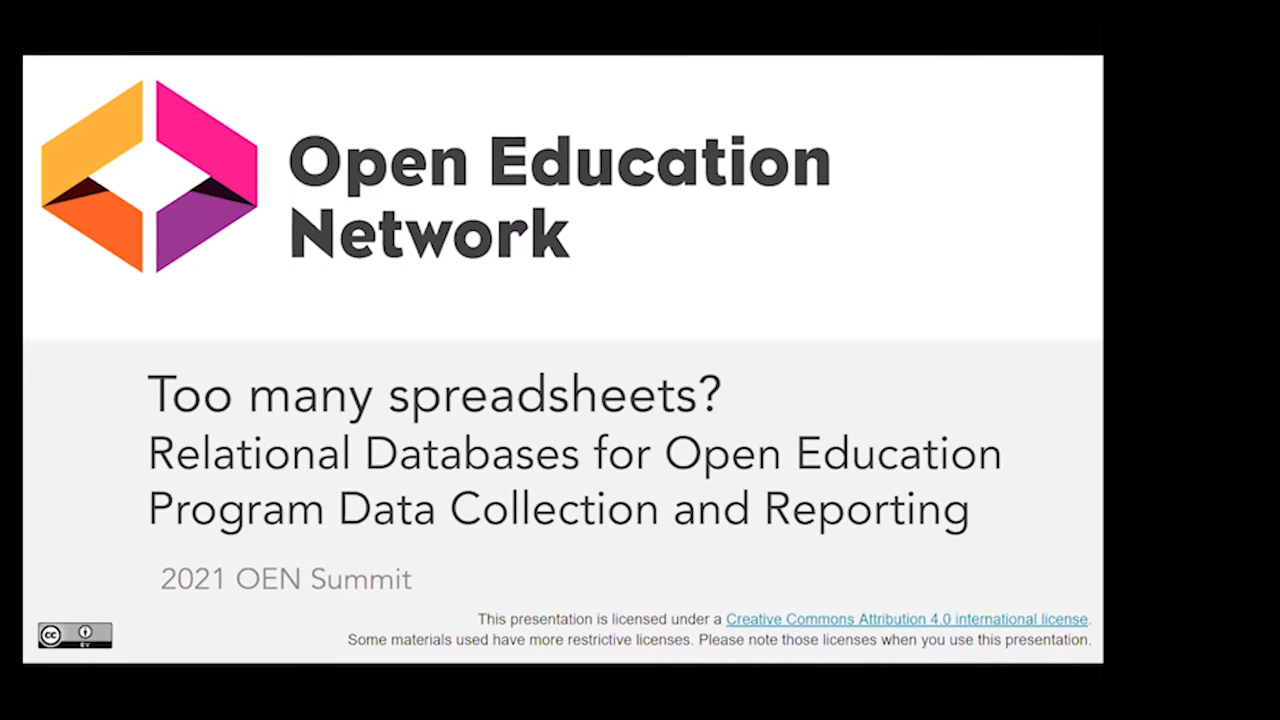 Open Education
Network
Too many spreadsheets?
Relational Databases for Open Education
Program Data Collection and Reporting
2021 OEN Summit
This presentation is licensed under a Creative Commons Attribution 4.0 international license.
Some materials used have more restrictive licenses. Please note those licenses when you use this presentation.
cc
BY